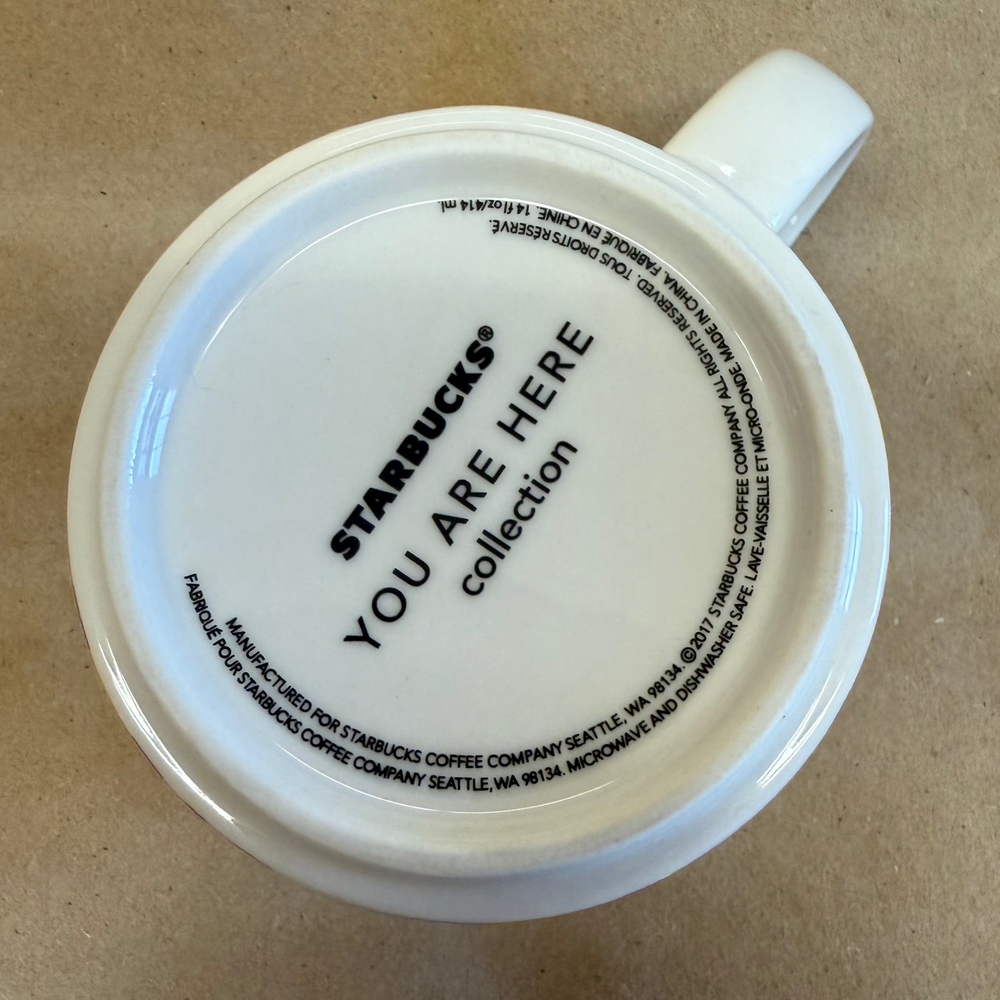 STARBUCKS®
YOU ARE HERE
collection
MANUFACTURED FOR STARBUCKS COFFEE COMPANY SEATTLE, WA 98134. ©2017 STARBUCKS COFFEE COMPANY ALL RIGHTS RESERVED. TOUS DROITS RÉSERVÉ.
FABRIQUÉ POUR STARBUCKS COFFEE COMPANY SEATTLE, WA 98134. MICROWAVE AND DISHWASHER SAFE. LAVE-VAISSELLE ET MICRO-ONDE. MADE IN CHINA. FABRIQUÉ EN CHINE. 14 fl oz/414 ml.